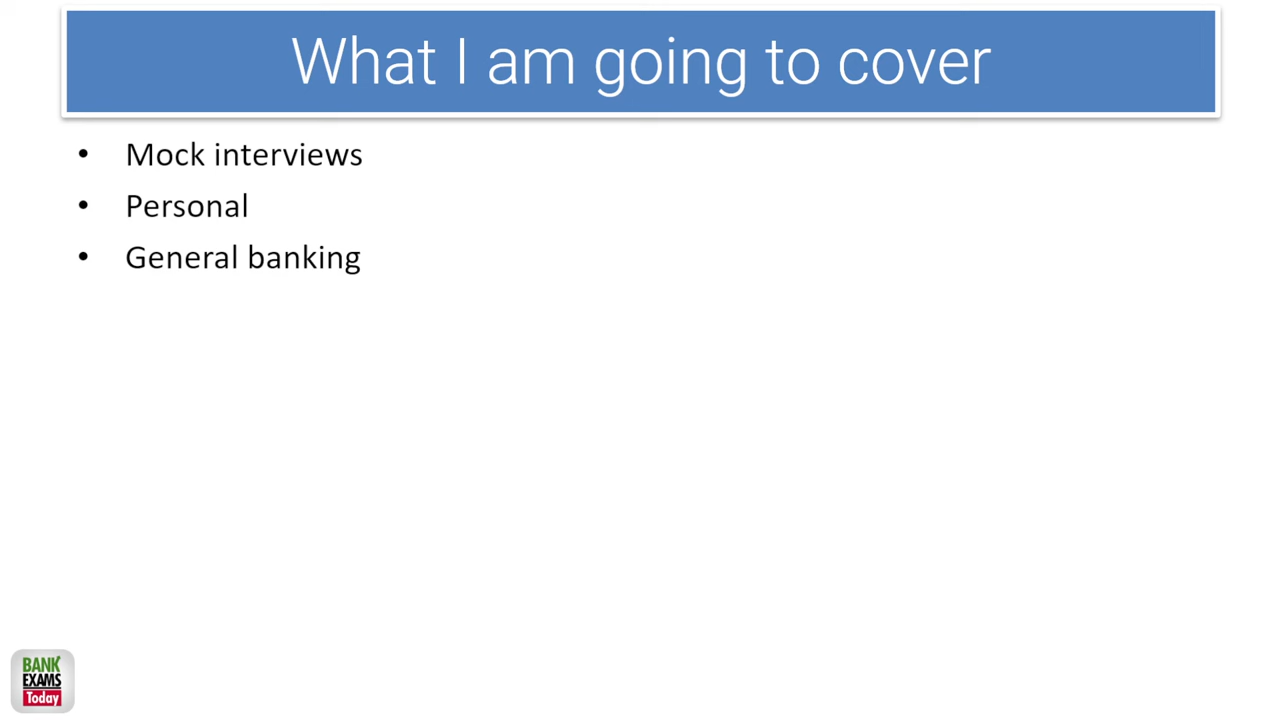 What I am going to cover
• Mock interviews
• Personal
• General banking
BANK
EXAMS
Today